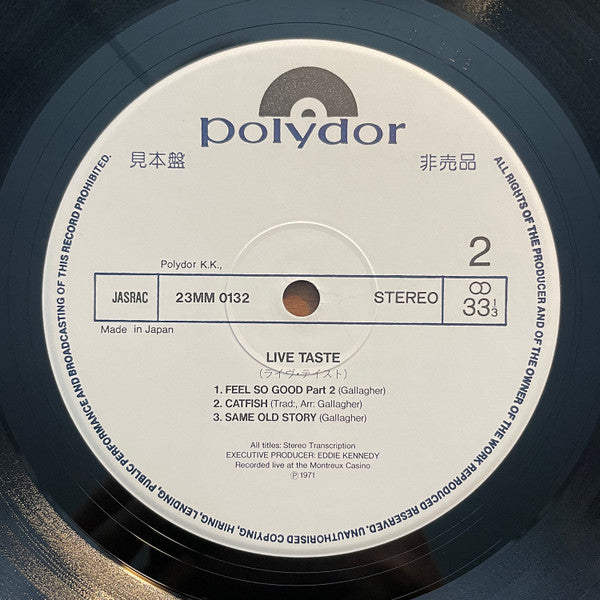 polydor
見本盤
非売品
2
Polydor K.K.,
JASRAC
23MM 0132
STEREO
33 1/3
Made in Japan
LIVE TASTE
(ライヴ・テイスト)
1. FEEL SO GOOD Part 2 (Gallagher)
2. CATFISH (Trad:, Arr: Gallagher)
3. SAME OLD STORY (Gallagher)
All titles: Stereo Transcription
EXECUTIVE PRODUCER: EDDIE KENNEDY
Recorded live at the Montreux Casino
Ⓟ1971
ALL RIGHTS OF THE PRODUCER AND OF THE OWNER OF THE WORK REPRODUCED RESERVED. UNAUTHORISED COPYING, HIRING, LENDING, PUBLIC PERFORMANCE AND BROADCASTING OF THIS RECORD PROHIBITED.